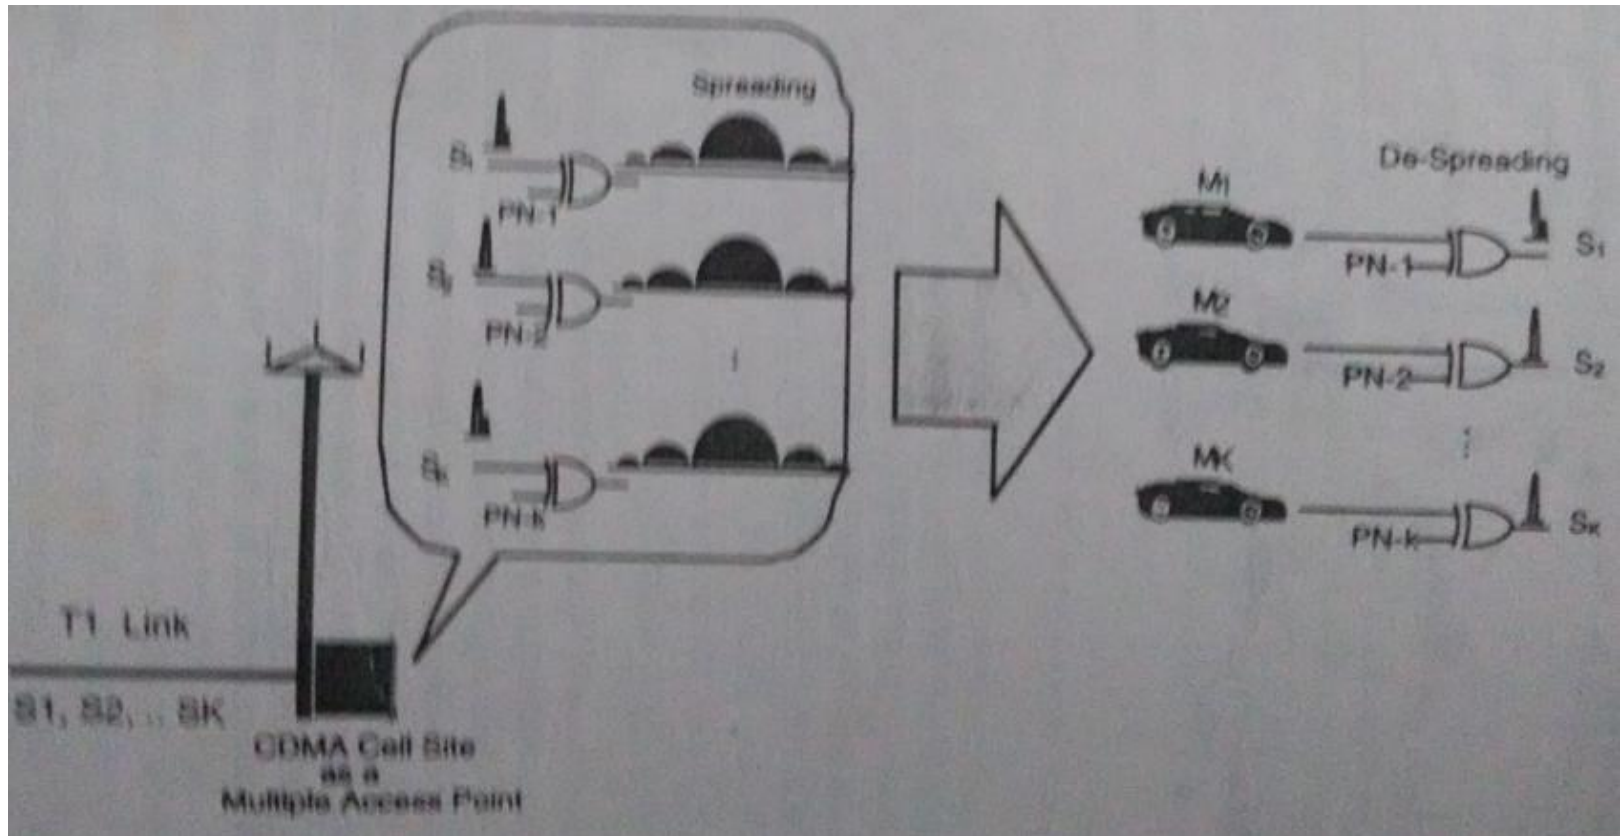 Spreading
S1
PN-1
S2
PN-2
Sk
PN-k
T1 Link
S1, S2, .. SK
CDMA Cell Site
as a
Multiple Access Point
De-Spreading
M1
PN-1
S1
M2
PN-2
S2
MK
PN-k
SK